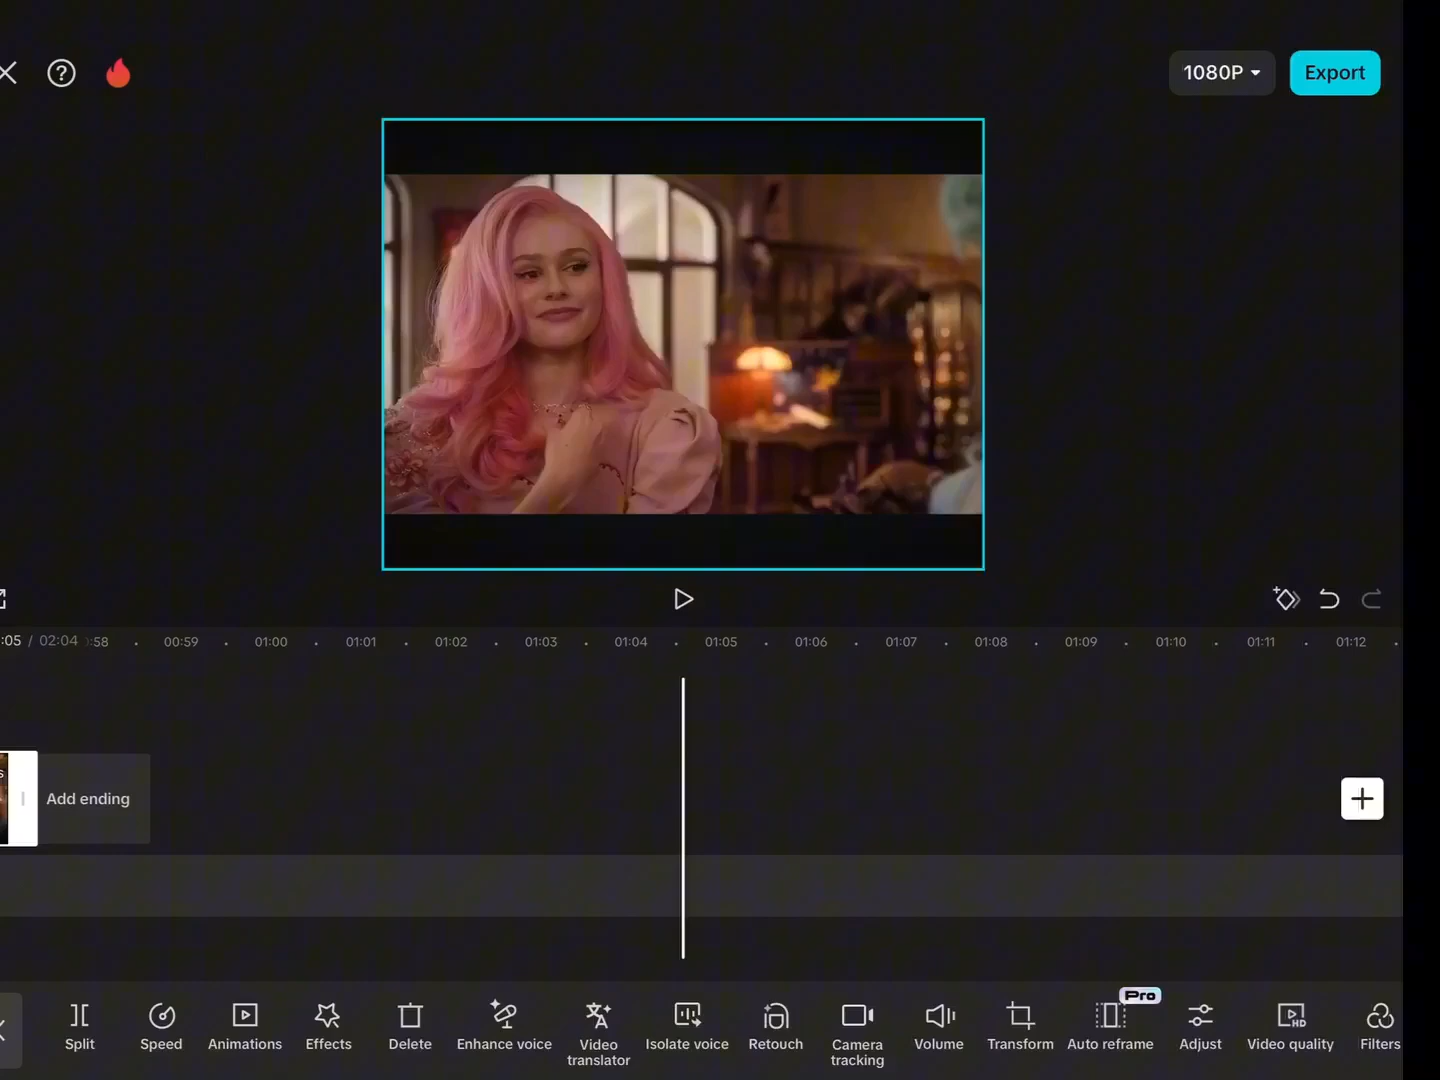 1080P
Export
:05 / 02:04
:58
00:59
01:00
01:01
01:02
01:03
01:04
01:05
01:06
01:07
01:08
01:09
01:10
01:11
01:12
s
Add ending
Split
Speed
Animations
Effects
Delete
Enhance voice
Video
translator
Isolate voice
Retouch
Camera
tracking
Volume
Transform
Pro
Auto reframe
Adjust
HD
Video quality
Filters